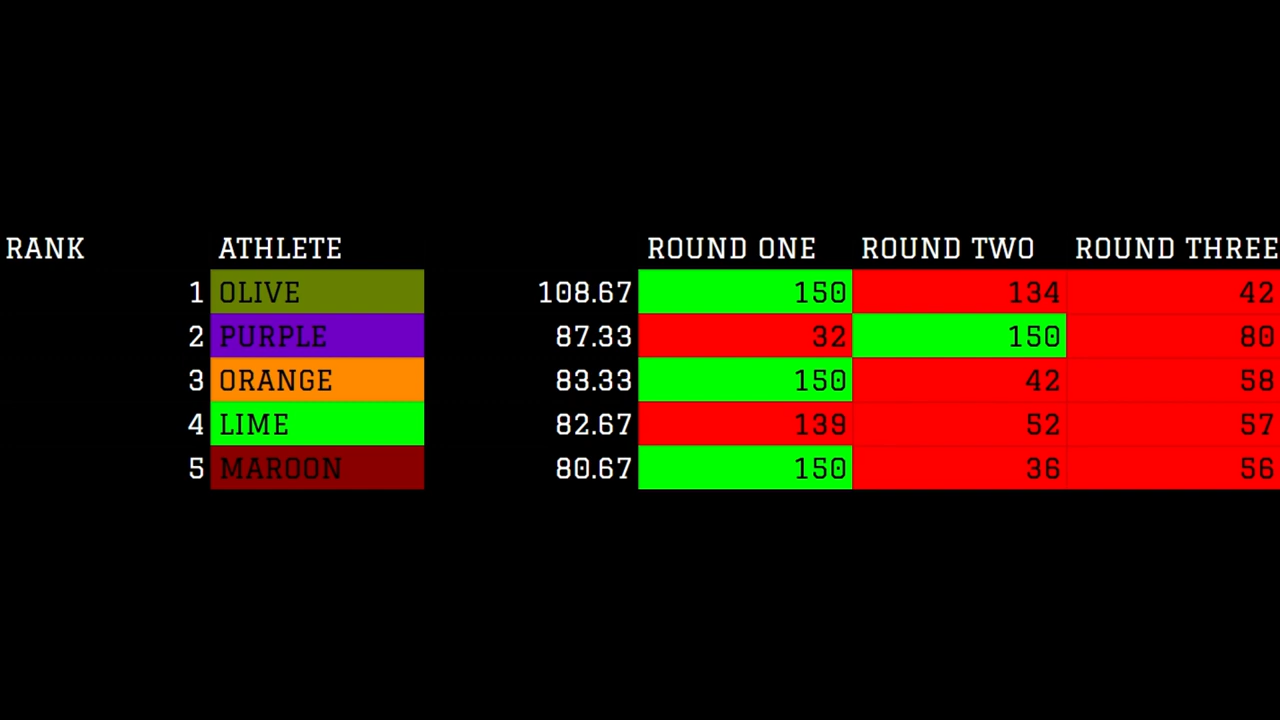 RANK ATHLETE ROUND ONE ROUND TWO ROUND THREE
1 OLIVE 108.67 150 134 42
2 PURPLE 87.33 32 150 80
3 ORANGE 83.33 150 42 58
4 LIME 82.67 139 52 57
5 MAROON 80.67 150 36 56